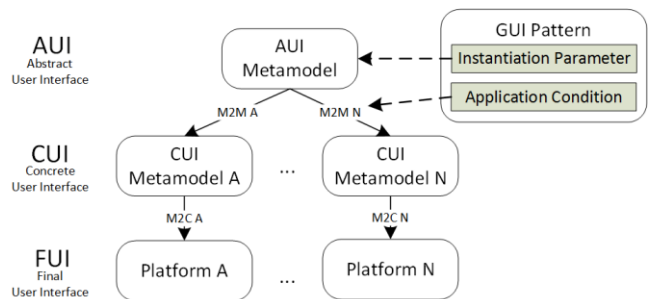 AUI
Abstract
User Interface
AUI
Metamodel
GUI Pattern
Instantiation Parameter
Application Condition
M2M A
M2M N
CUI
Concrete
User Interface
CUI
Metamodel A
...
CUI
Metamodel N
M2C A
M2C N
FUI
Final
User Interface
Platform A
...
Platform N